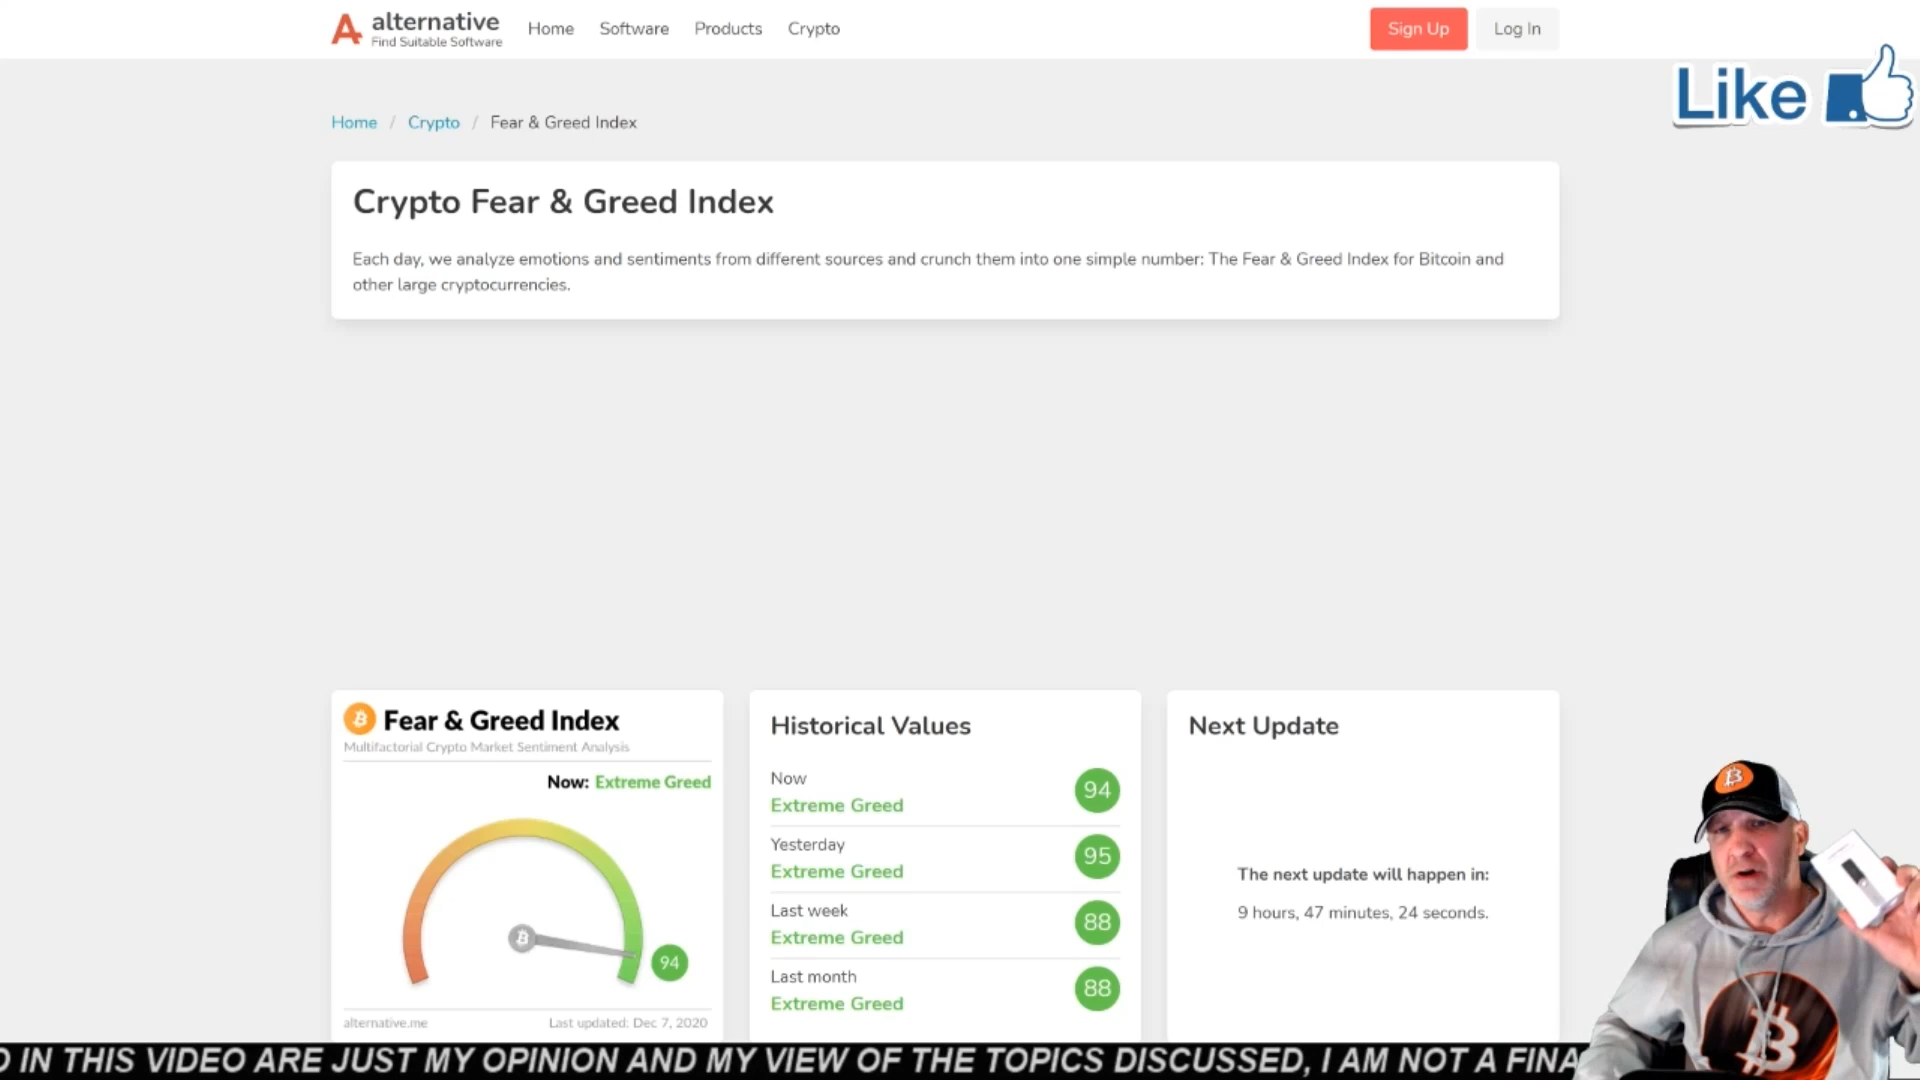 alternative
Find Suitable Software
Home Software Products Crypto
Sign Up Log In
Like
Home / Crypto / Fear & Greed Index
Crypto Fear & Greed Index
Each day, we analyze emotions and sentiments from different sources and crunch them into one simple number: The Fear & Greed Index for Bitcoin and
other large cryptocurrencies.
Fear & Greed Index
Multifactorial Crypto Market Sentiment Analysis
Now: Extreme Greed
94
alternative.me Last updated: Dec 7, 2020
Historical Values
Now
Extreme Greed 94
Yesterday
Extreme Greed 95
Last week
Extreme Greed 88
Last month
Extreme Greed 88
Next Update
The next update will happen in:
9 hours, 47 minutes, 24 seconds.
D IN THIS VIDEO ARE JUST MY OPINION AND MY VIEW OF THE TOPICS DISCUSSED, I AM NOT A FINA